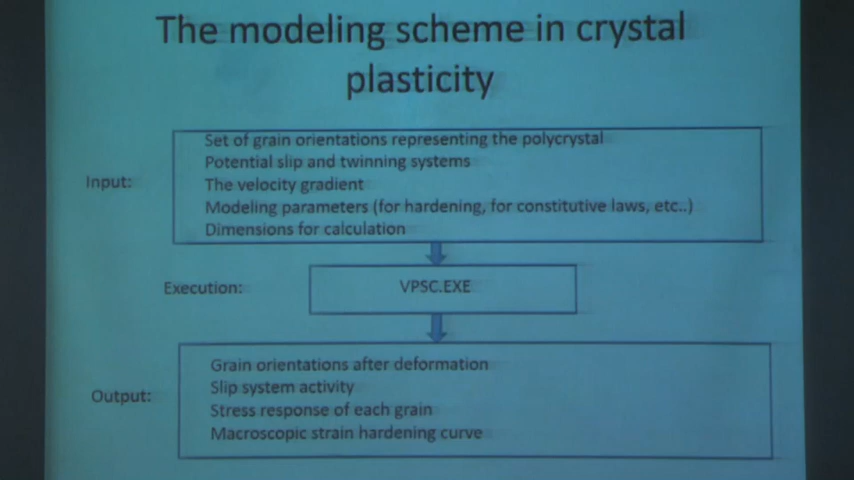 The modeling scheme in crystal
plasticity
Input:
Set of grain orientations representing the polycrystal
Potential slip and twinning systems
The velocity gradient
Modeling parameters (for hardening, for constitutive laws, etc..)
Dimensions for calculation
Execution:
VPSC.EXE
Output:
Grain orientations after deformation
Slip system activity
Stress response of each grain
Macroscopic strain hardening curve